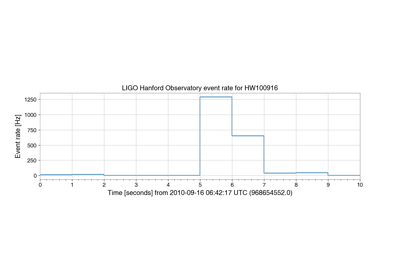 LIGO Hanford Observatory event rate for HW100916
Event rate [Hz]
1250
1000
750
500
250
0
0 1 2 3 4 5 6 7 8 9 10
Time [seconds] from 2010-09-16 06:42:17 UTC (968654552.0)